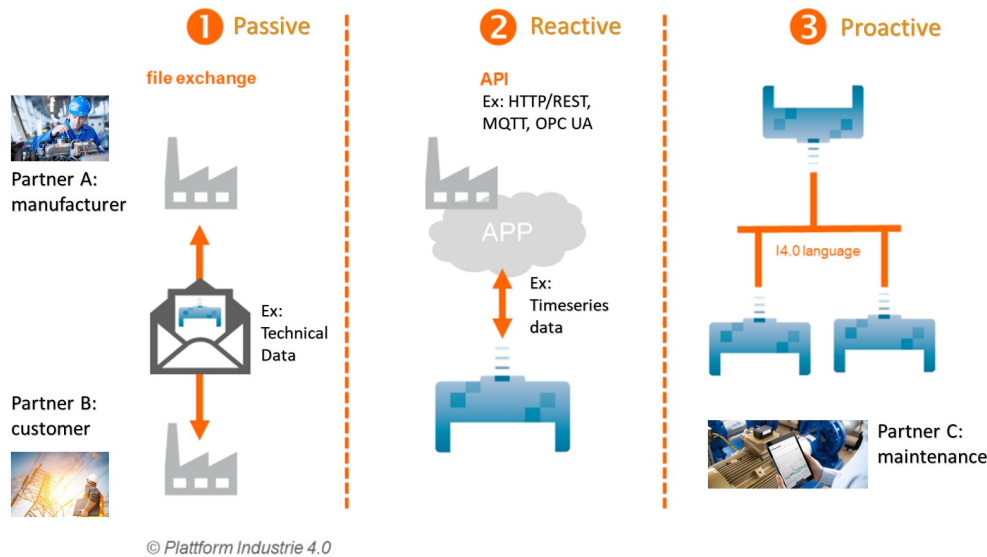 1 Passive
file exchange
Partner A:
manufacturer
Ex:
Technical
Data
Partner B:
customer
2 Reactive
API
Ex: HTTP/REST,
MQTT, OPC UA
APP
Ex:
Timeseries
data
3 Proactive
I4.0 language
Partner C:
maintenance
© Plattform Industrie 4.0